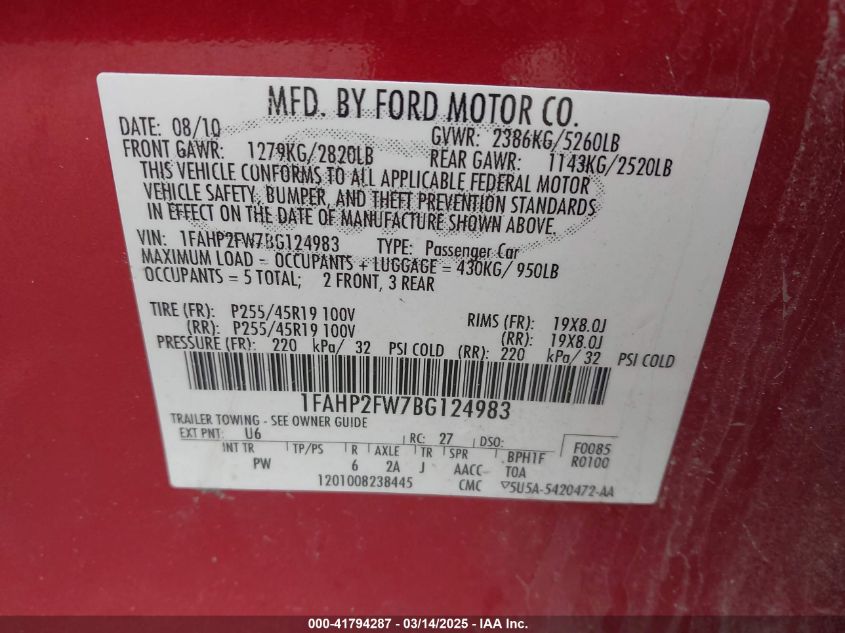 MFD. BY FORD MOTOR CO.
DATE: 08/10 GVWR: 2386KG/5260LB
FRONT GAWR: 1279KG/2820LB REAR GAWR: 1143KG/2520LB
THIS VEHICLE CONFORMS TO ALL APPLICABLE FEDERAL MOTOR
VEHICLE SAFETY, BUMPER, AND THEFT PREVENTION STANDARDS
IN EFFECT ON THE DATE OF MANUFACTURE SHOWN ABOVE.
VIN: 1FAHP2FW7BG124983 TYPE: Passenger Car
MAXIMUM LOAD = OCCUPANTS + LUGGAGE = 430KG/ 950LB
OCCUPANTS = 5 TOTAL; 2 FRONT, 3 REAR
TIRE (FR): P255/45R19 100V RIMS (FR): 19X8.0J
(RR): P255/45R19 100V (RR): 19X8.0J
PRESSURE (FR): 220 kPa/ 32 PSI COLD (RR): 220 kPa/ 32 PSI COLD
1FAHP2FW7BG124983
TRAILER TOWING - SEE OWNER GUIDE
EXT PNT: U6 RC: 27 DSO: F0085
INT TR TP/PS R AXLE TR SPR BPH1F R0100
PW 6 2A J AACC TOA
1201008238445 CMC ▽5U5A-5420472-AA
000-41794287 - 03/14/2025 - IAA Inc.